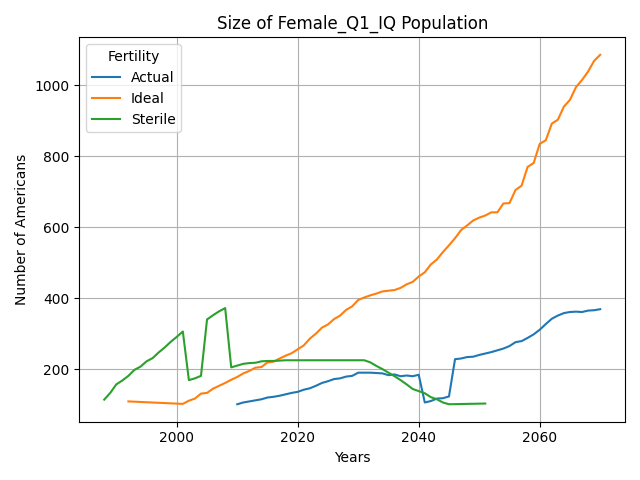 Size of Female_Q1_IQ Population
Fertility
Actual
Ideal
Sterile
Number of Americans
1000
800
600
400
200
2000
2020
2040
2060
Years